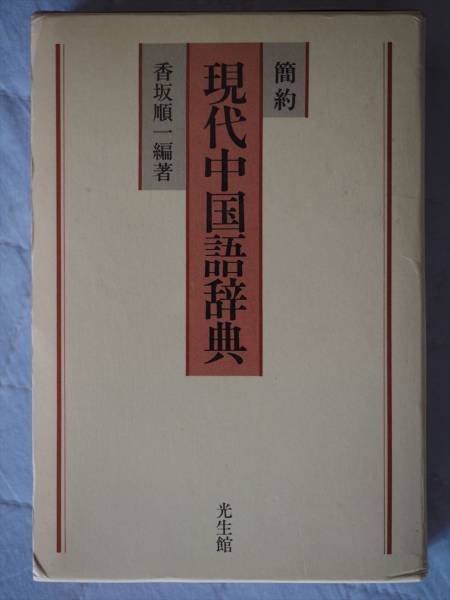 簡約
現代中国語辞典
香坂順一編著
光生館